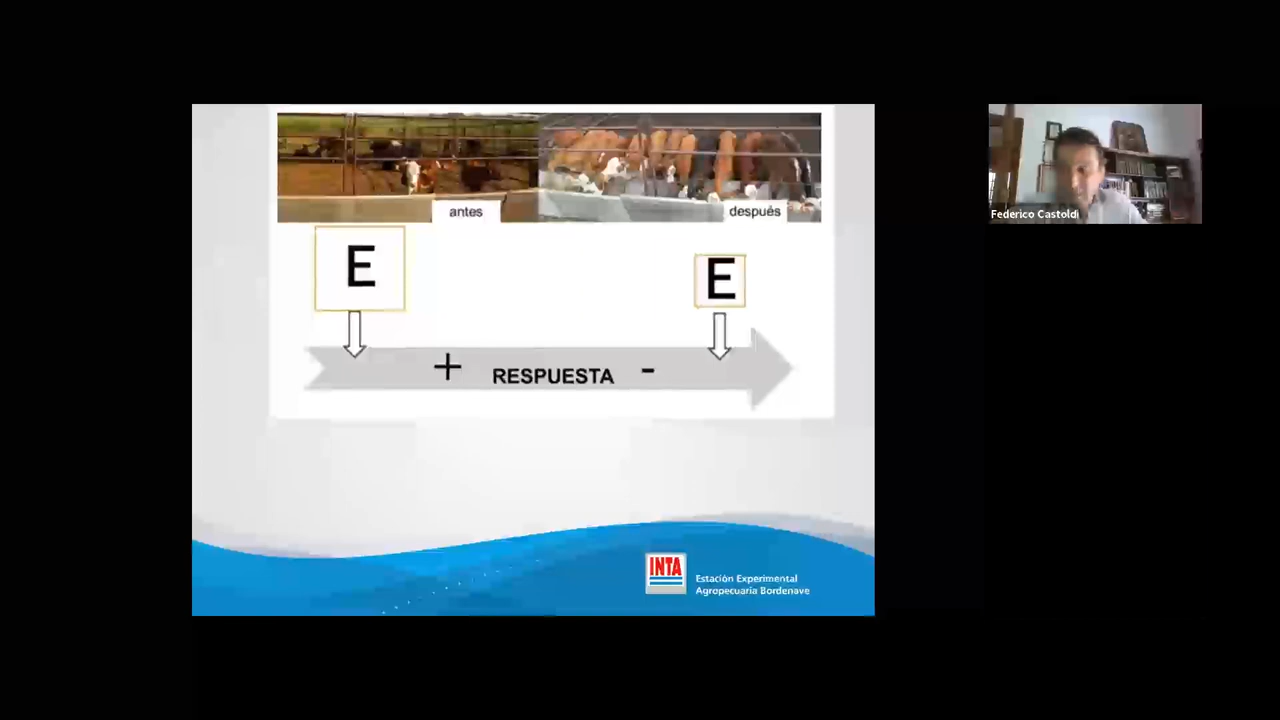 antes
después
E
E
+ RESPUESTA -
INTA
Estación Experimental
Agropecuaria Bordenave
Federico Castoldi